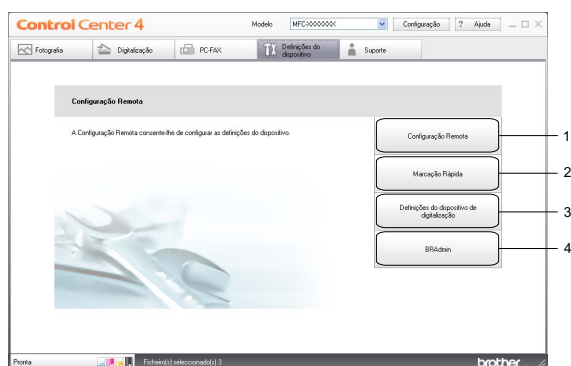 Control Center 4
Modelo MFC-XXXXXXX Configuração ? Ajuda
Fotografia Digitalização PC-FAX Definições do dispositivo Suporte
Configuração Remota
A Configuração Remota consente-lhe de configurar as definições do dispositivo.
Configuração Remota 1
Marcação Rápida 2
Definições do dispositivo de
digitalização 3
BRAdmin 4
Pronta Ficheiro(s) seleccionado(s) 3 brother